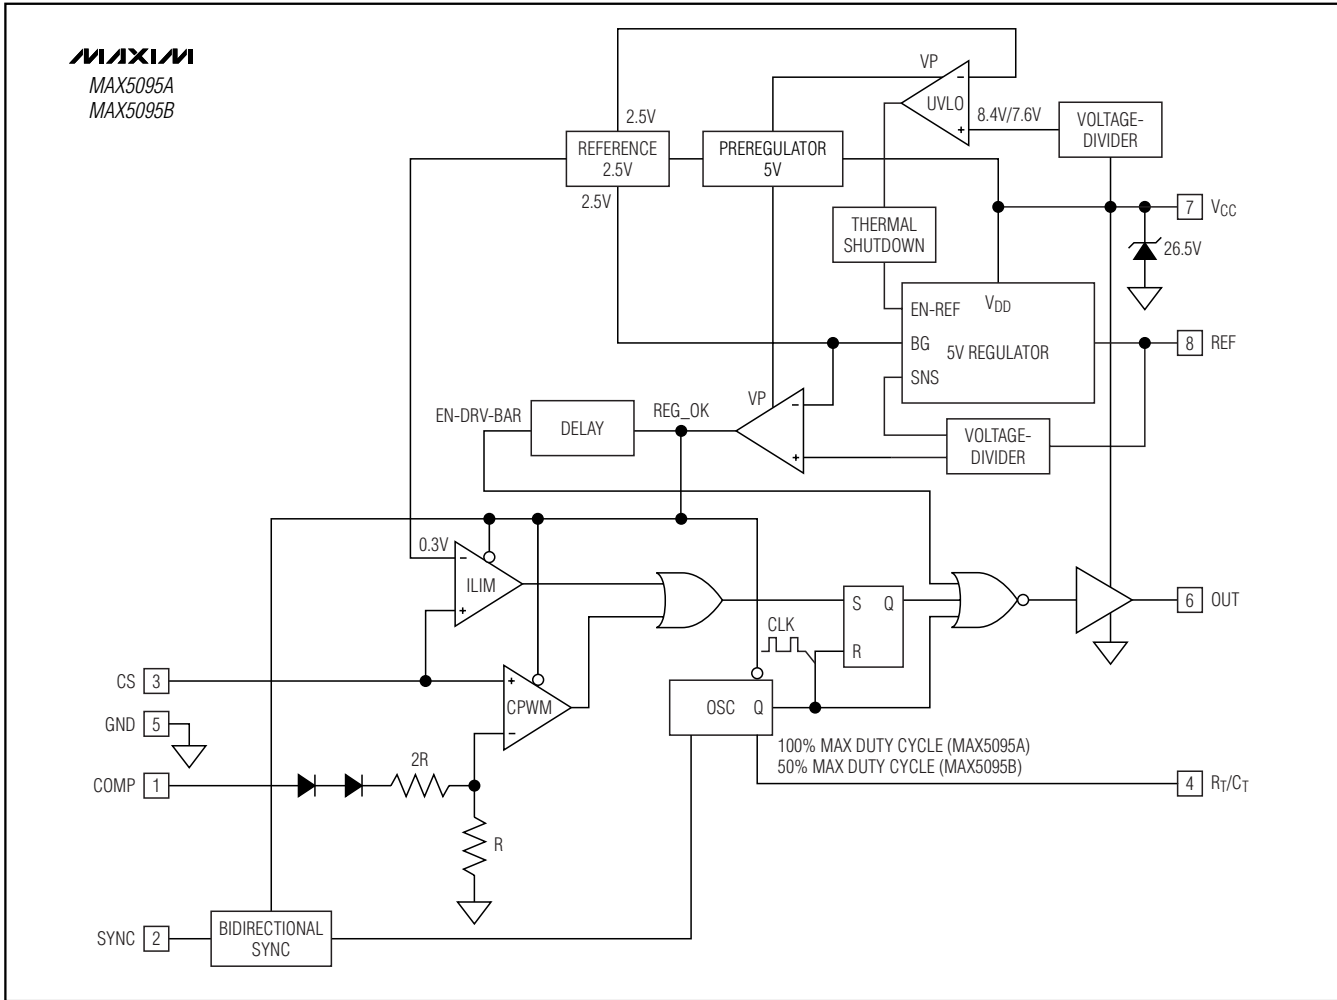 MAXIM
MAX5095A
MAX5095B
VP
−
UVLO
+
8.4V/7.6V
VOLTAGE-
DIVIDER
2.5V
REFERENCE
2.5V
2.5V
PREREGULATOR
5V
THERMAL
SHUTDOWN
7
VCC
26.5V
EN-REF
VDD
BG
5V REGULATOR
SNS
8
REF
VP
−
+
EN-DRV-BAR
DELAY
REG_OK
VOLTAGE-
DIVIDER
0.3V
−
ILIM
+
S
Q
R
CLK
6
OUT
CS
3
+
CPWM
−
GND
5
OSC
Q
100% MAX DUTY CYCLE (MAX5095A)
50% MAX DUTY CYCLE (MAX5095B)
COMP
1
2R
R
4
RT/CT
SYNC
2
BIDIRECTIONAL
SYNC